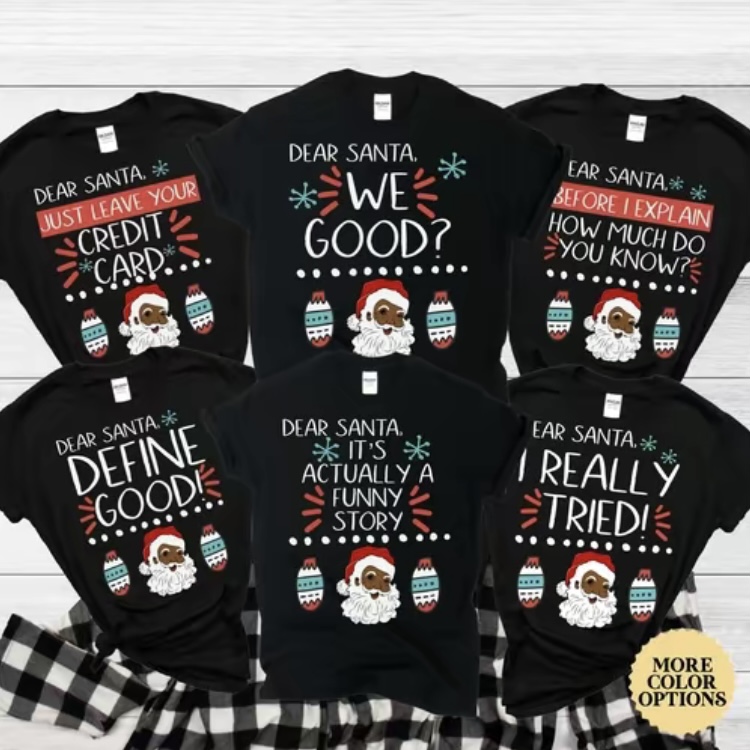 DEAR SANTA,
JUST LEAVE YOUR
CREDIT
CARD
DEAR SANTA,
WE
GOOD?
EAR SANTA,
BEFORE I EXPLAIN
HOW MUCH DO
YOU KNOW?
DEAR SANTA,
DEFINE
GOOD!
DEAR SANTA,
IT'S
ACTUALLY A
FUNNY
STORY
EAR SANTA,
I REALLY
TRIED!
MORE
COLOR
OPTIONS